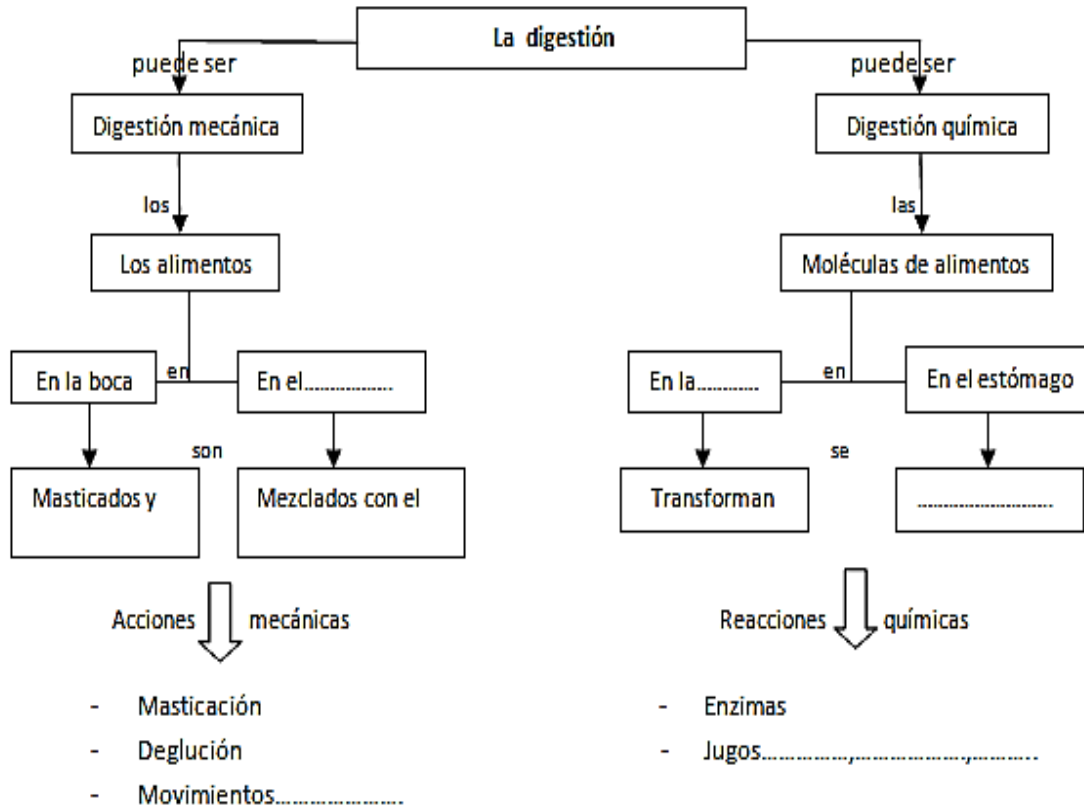 La digestión
puede ser
puede ser
Digestión mecánica
Digestión química
los
las
Los alimentos
Moléculas de alimentos
En la boca
en
En el....................
En la..............
en
En el estómago
son
se
Masticados y
Mezclados con el
Transforman
..............................
Acciones mecánicas
Reacciones químicas
- Masticación
- Deglución
- Movimientos......................
- Enzimas
- Jugos...............,...................,...........